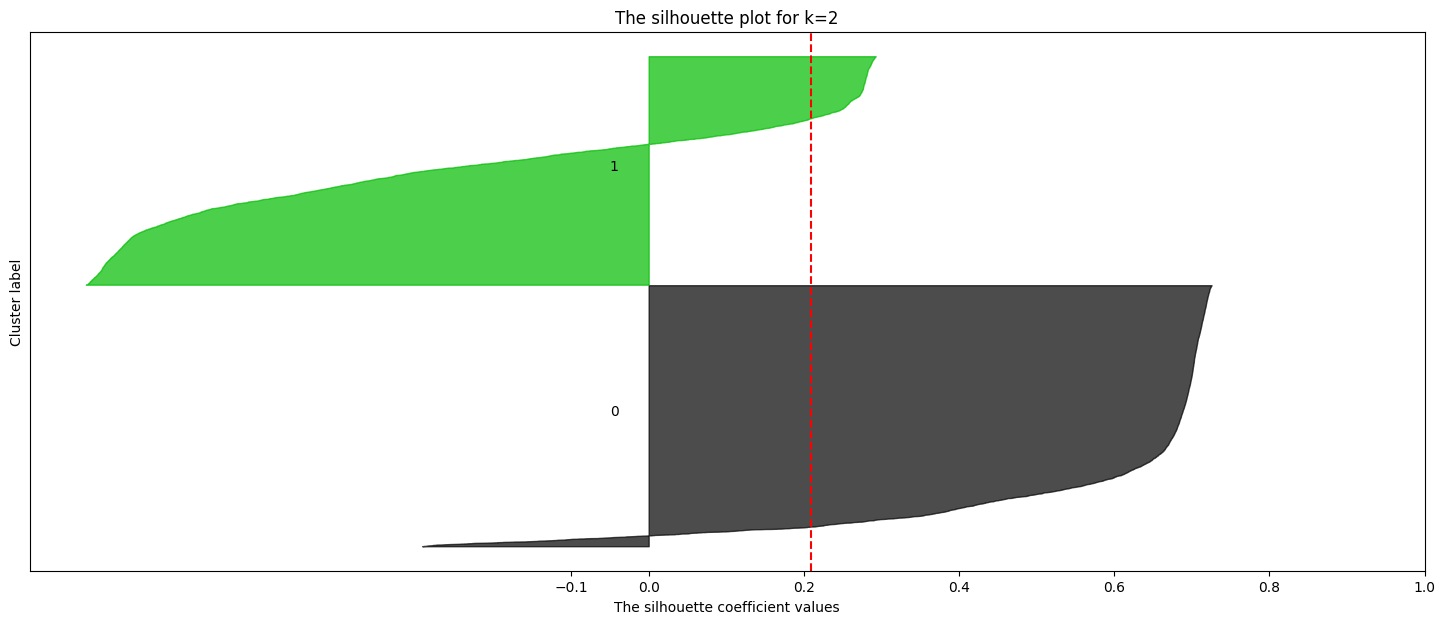 The silhouette plot for k=2
Cluster label
1
0
−0.1 0.0 0.2 0.4 0.6 0.8 1.0
The silhouette coefficient values